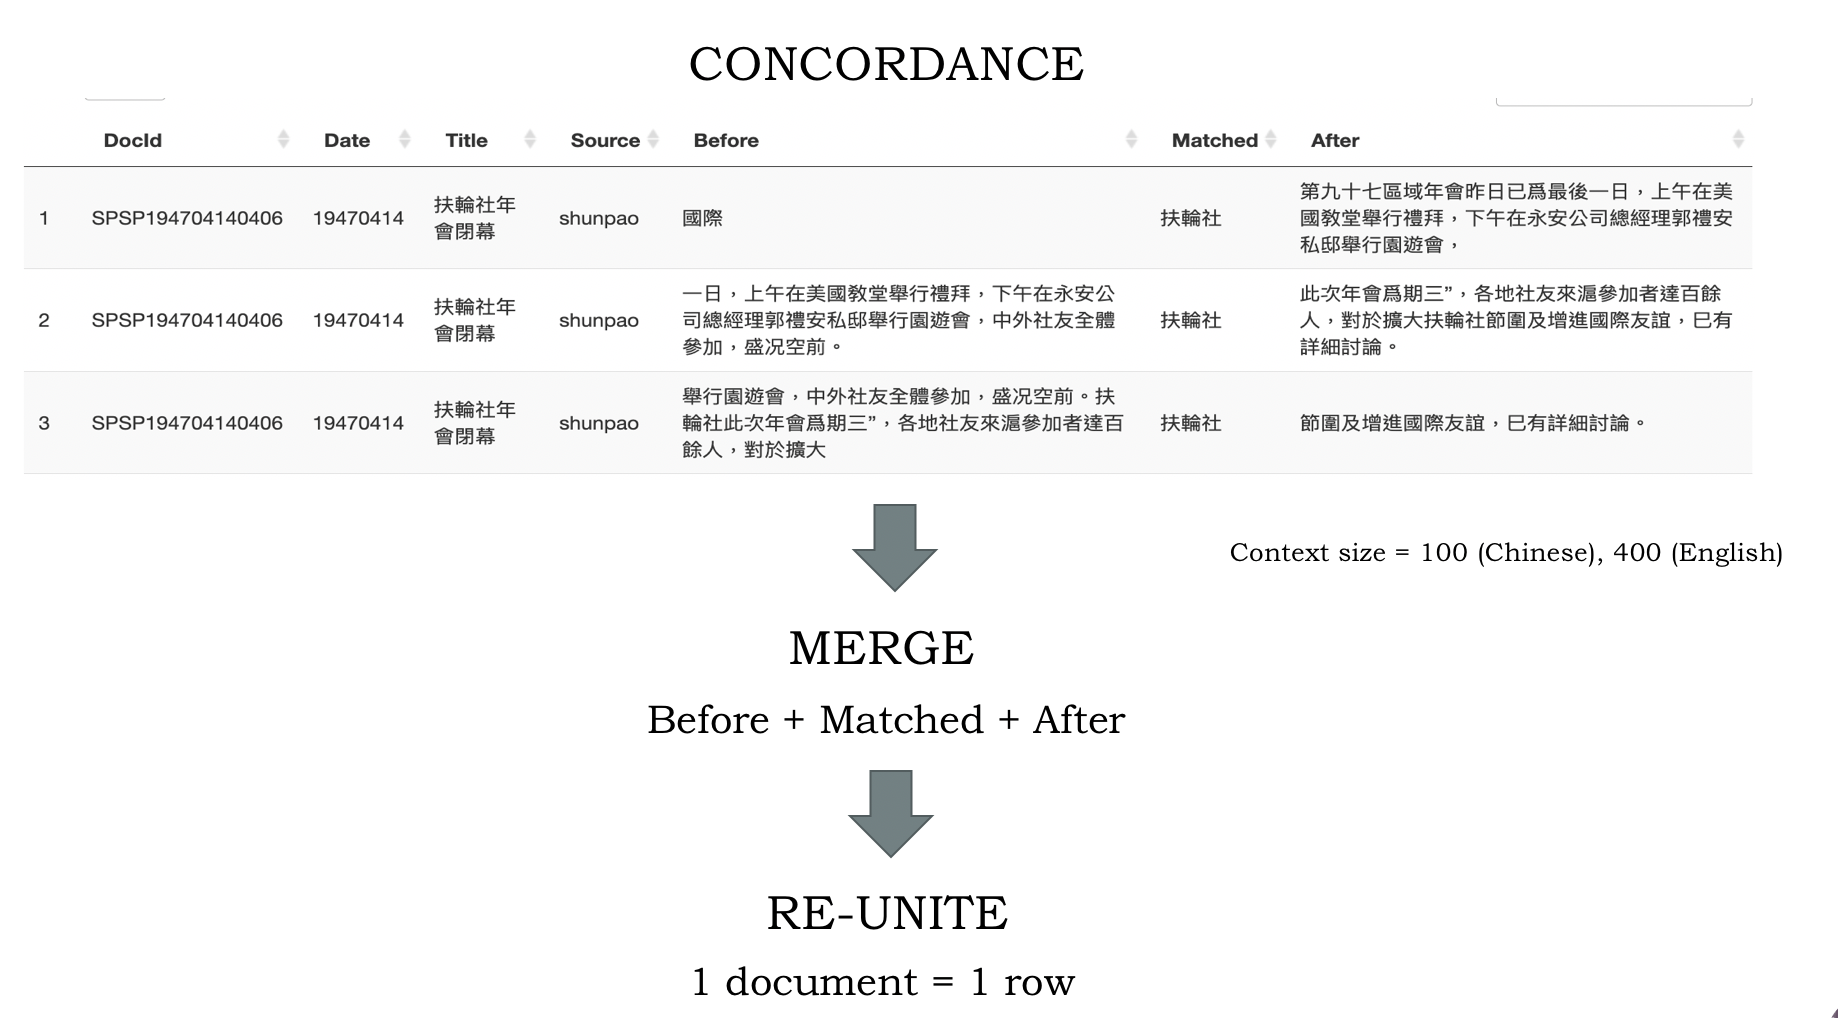 CONCORDANCE
DocId Date Title Source Before Matched After
1 SPSP194704140406 19470414 扶輪社年 shunpao 國際 扶輪社 第九十七區域年會昨日已爲最後一日，上午在美
會閉幕 國敎堂舉行禮拜，下午在永安公司總經理郭禮安
私邸舉行園遊會，
2 SPSP194704140406 19470414 扶輪社年 shunpao 一日，上午在美國敎堂舉行禮拜，下午在永安公 扶輪社 此次年會爲期三”，各地社友來滬參加者達百餘
會閉幕 司總經理郭禮安私邸舉行園遊會，中外社友全體 人，對於擴大扶輪社節圍及增進國際友誼，巳有
參加，盛况空前。 詳細討論。
3 SPSP194704140406 19470414 扶輪社年 shunpao 舉行園遊會，中外社友全體參加，盛况空前。扶 扶輪社 節圍及增進國際友誼，巳有詳細討論。
會閉幕 輪社此次年會爲期三”，各地社友來滬參加者達百
餘人，對於擴大
Context size = 100 (Chinese), 400 (English)
MERGE
Before + Matched + After
RE-UNITE
1 document = 1 row